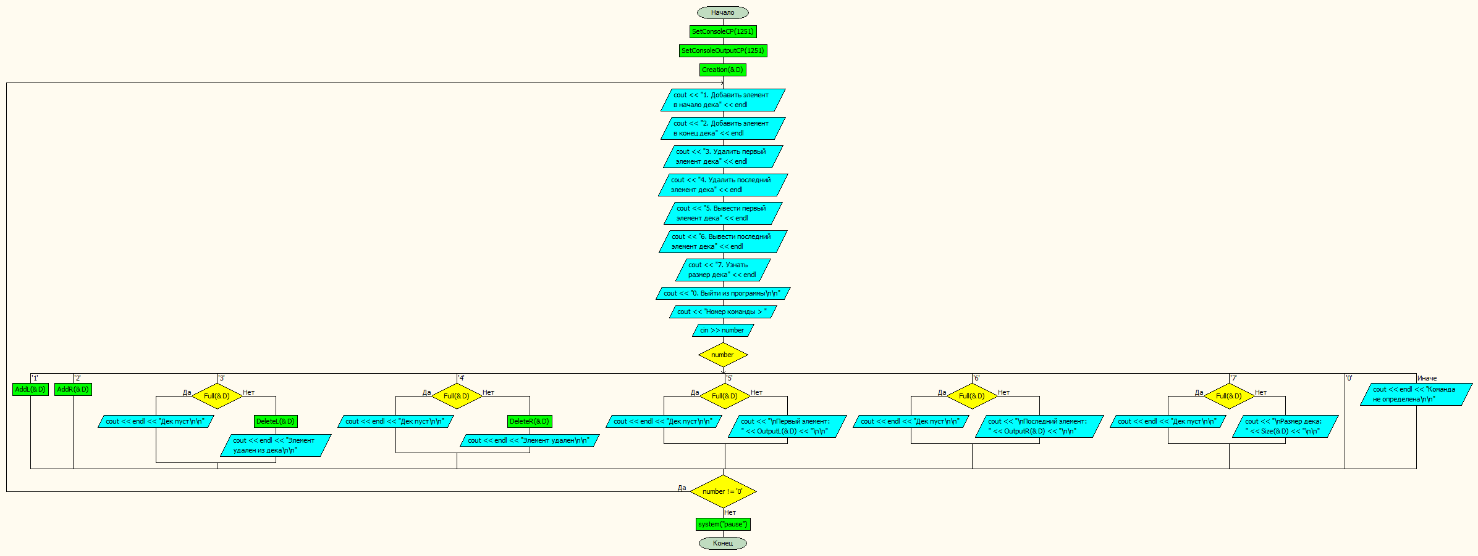 Начало
SetConsoleCP(1251)
SetConsoleOutputCP(1251)
Creation(&D)
cout << "1. Добавить элемент
в начало дека" << endl
cout << "2. Добавить элемент
в конец дека" << endl
cout << "3. Удалить первый
элемент дека" << endl
cout << "4. Удалить последний
элемент дека" << endl
cout << "5. Вывести первый
элемент дека" << endl
cout << "6. Вывести последний
элемент дека" << endl
cout << "7. Узнать
размер дека" << endl
cout << "0. Выйти из программы\n\n"
cout << "Номер команды > "
cin >> number
number
'1'
AddL(&D)
'2'
AddR(&D)
'3'
Да
Full(&D)
Нет
cout << endl << "Дек пуст\n\n"
DeleteL(&D)
cout << endl << "Элемент
удален из дека\n\n"
'4'
Да
Full(&D)
Нет
cout << endl << "Дек пуст\n\n"
DeleteR(&D)
cout << endl << "Элемент удален\n\n"
'5'
Да
Full(&D)
Нет
cout << endl << "Дек пуст\n\n"
cout << "\nПервый элемент:
" << OutputL(&D) << "\n\n"
'6'
Да
Full(&D)
Нет
cout << endl << "Дек пуст\n\n"
cout << "\nПоследний элемент:
" << OutputR(&D) << "\n\n"
'7'
Да
Full(&D)
Нет
cout << endl << "Дек пуст\n\n"
cout << "\nРазмер дека:
" << Size(&D) << "\n\n"
'0'
Иначе
cout << endl << "Команда
не определена\n\n"
Да
number != '0'
Нет
system("pause")
Конец